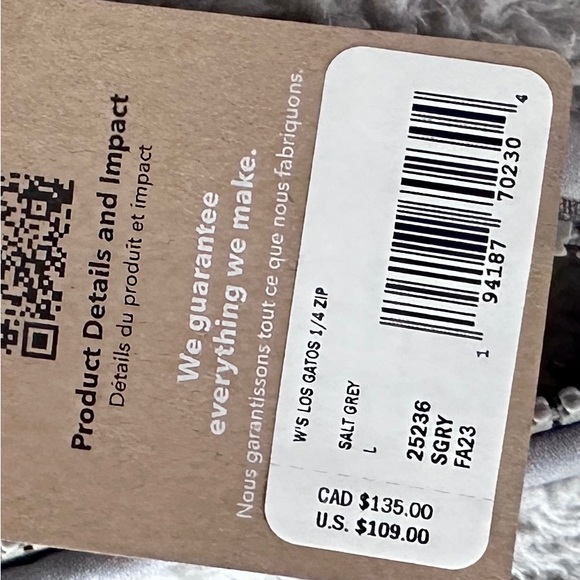 Product Details and Impact
Détails du produit et impact
We guarantee
everything we make.
Nous garantissons tout ce que nous fabriquons.
W'S LOS GATOS 1/4 ZIP
SALT GREY
L
25236
SGRY
FA23
1 94187 70230 4
CAD $135.00
U.S. $109.00